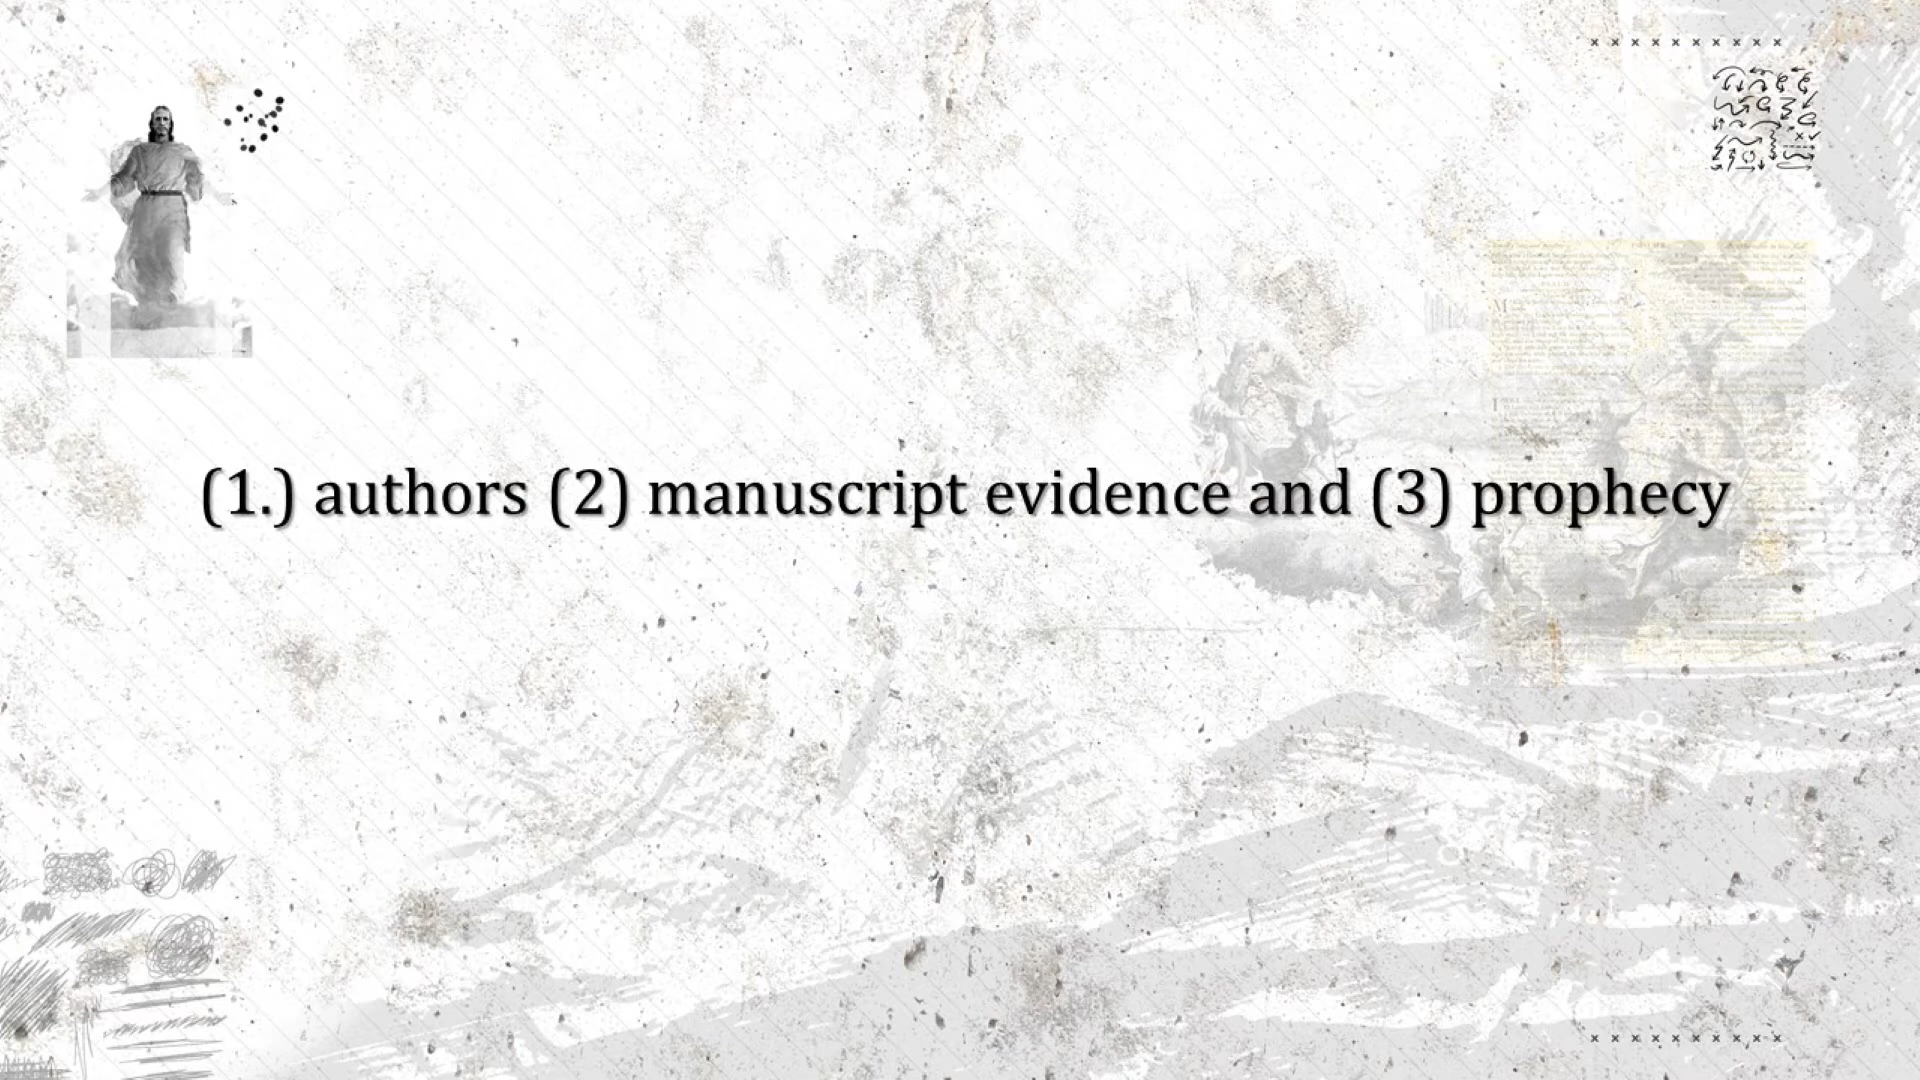 (1.) authors (2) manuscript evidence and (3) prophecy